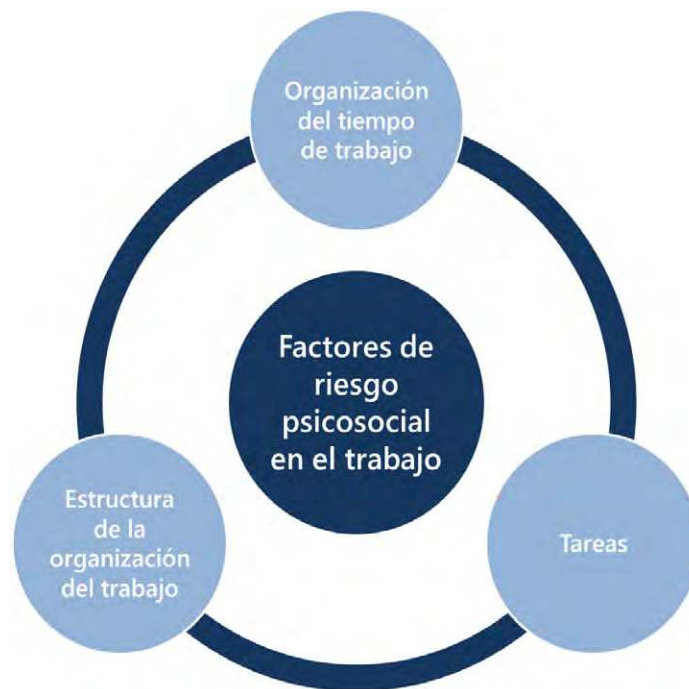 Organización
del tiempo
de trabajo
Factores de
riesgo
psicosocial
en el trabajo
Estructura
de la
organización
del trabajo
Tareas